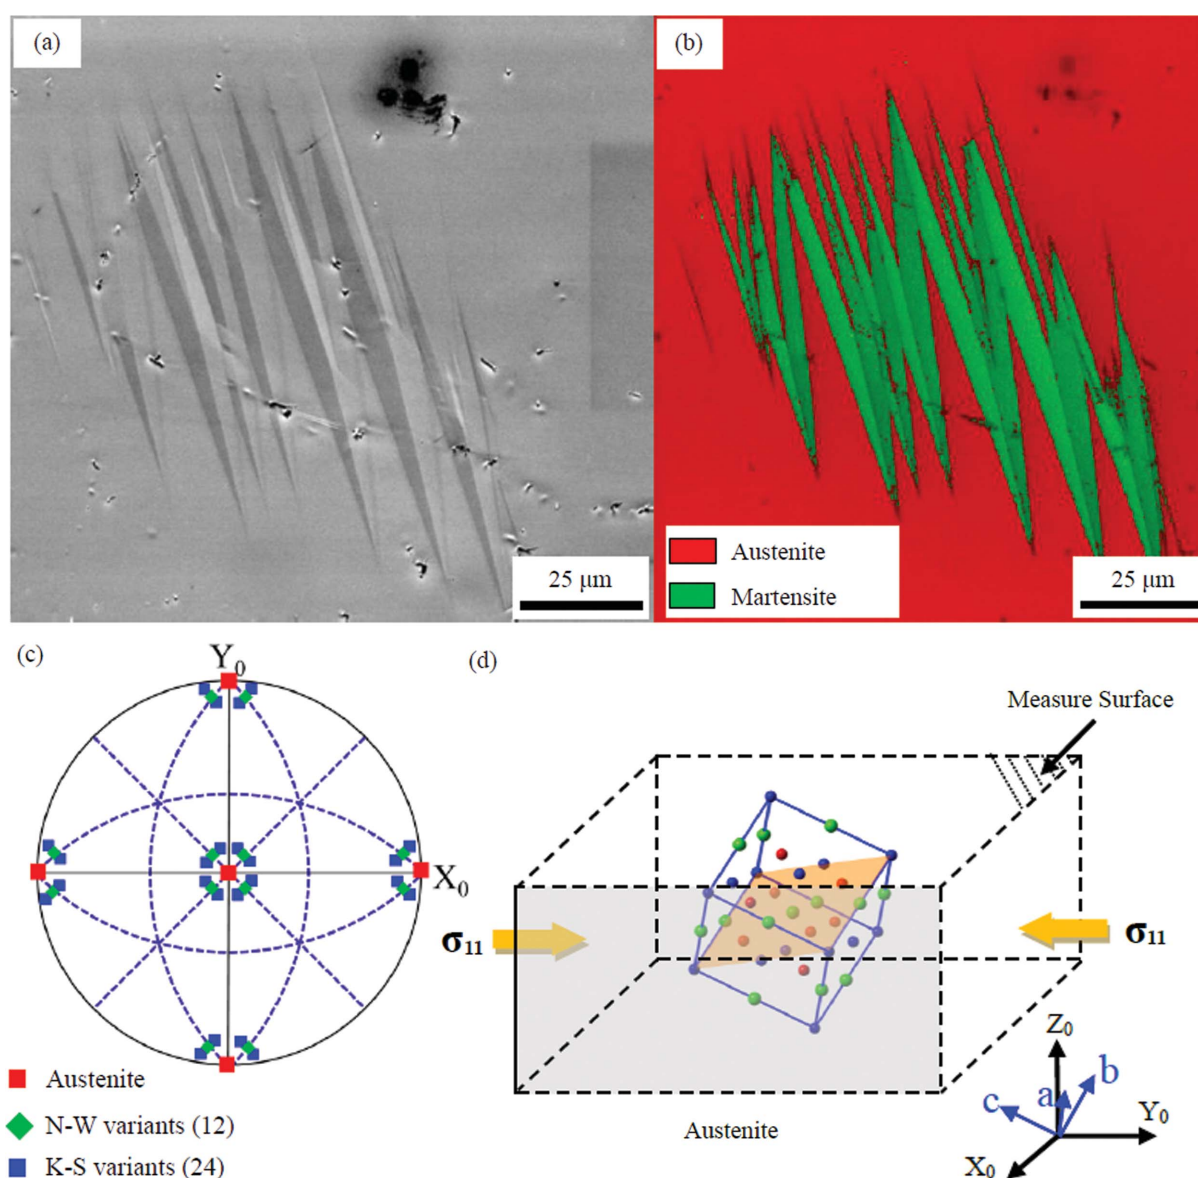 (a)
(b)
25 μm
Austenite
Martensite
25 μm
(c)
Y₀
X₀
Austenite
N-W variants (12)
K-S variants (24)
(d)
Measure Surface
σ₁₁
σ₁₁
Austenite
Z₀
c
a
b
Y₀
X₀